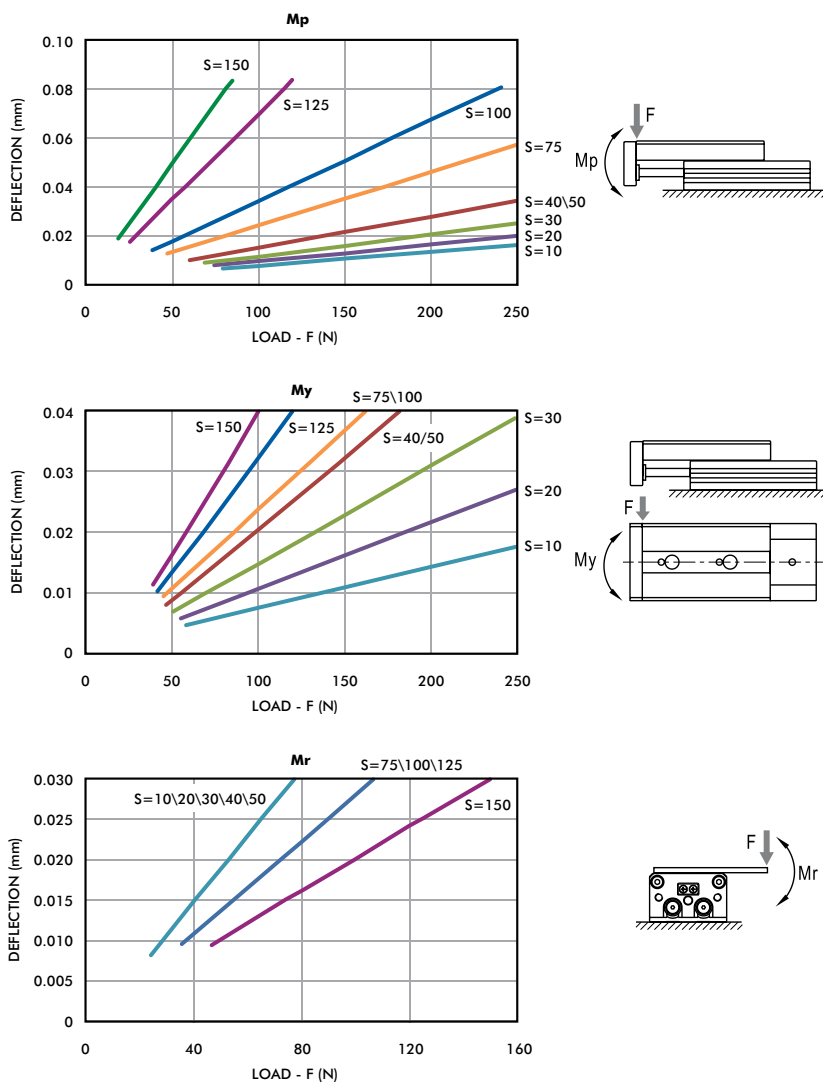 Mp
0.10
0.08
0.06
0.04
0.02
0
DEFLECTION (mm)
S=150
S=125
S=100
S=75
S=40\50
S=30
S=20
S=10
0 50 100 150 200 250
LOAD - F (N)
F
Mp
My
0.04
0.03
0.02
0.01
0
DEFLECTION (mm)
S=75\100
S=150
S=125
S=40/50
S=30
S=20
S=10
0 50 100 150 200 250
LOAD - F (N)
F
My
Mr
0.030
0.025
0.020
0.015
0.010
0.005
0
DEFLECTION (mm)
S=75\100\125
S=10\20\30\40\50
S=150
0 40 80 120 160
LOAD - F (N)
F
Mr